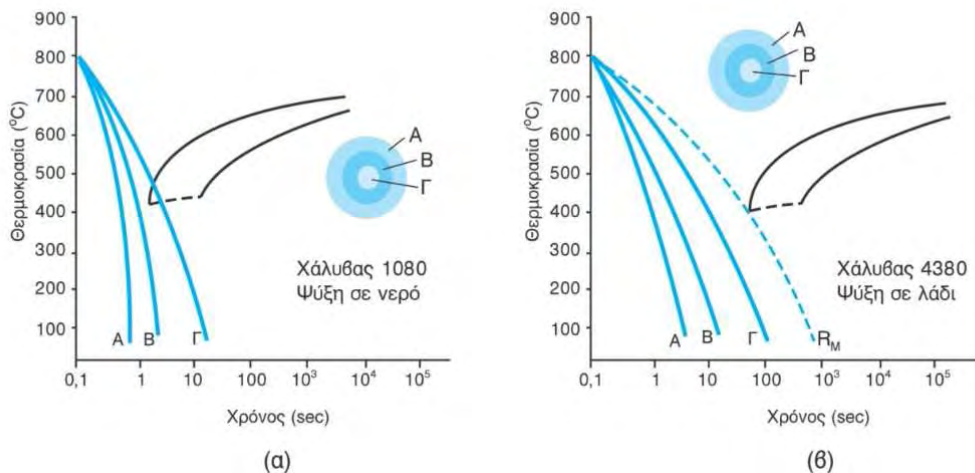 900
800
700
600
500
400
300
200
100
Θερμοκρασία (°C)
A
B
Γ
Χάλυβας 1080
Ψύξη σε νερό
A
B
Γ
0,1
1
10
100
10³
10⁴
10⁵
Χρόνος (sec)
(α)
900
800
700
600
500
400
300
200
100
Θερμοκρασία (°C)
A
B
Γ
Χάλυβας 4380
Ψύξη σε λάδι
A
B
Γ
R_M
0,1
1
10
100
10³
10⁴
10⁵
Χρόνος (sec)
(β)